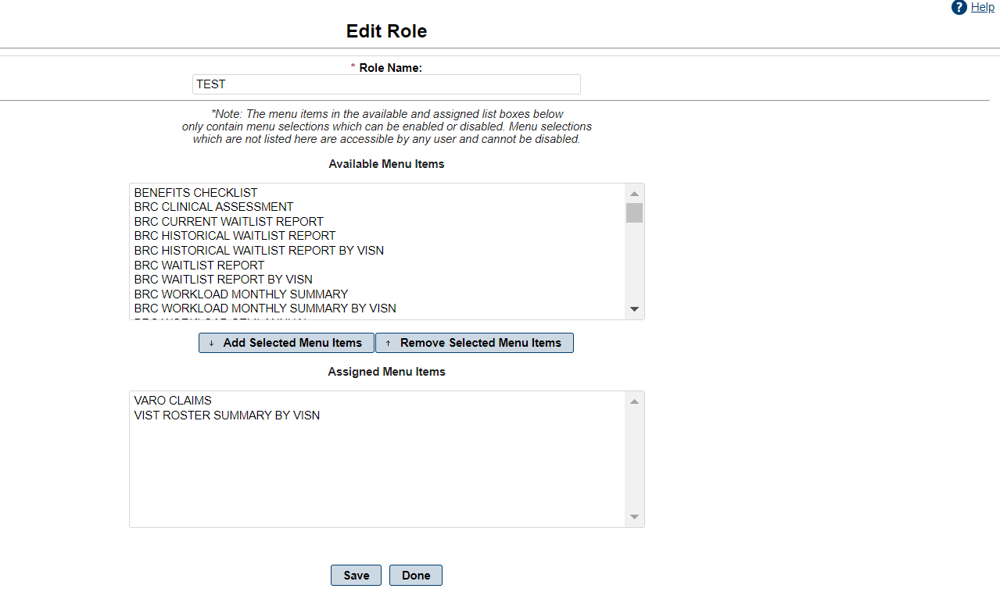 ? Help
Edit Role
* Role Name:
TEST
*Note: The menu items in the available and assigned list boxes below
only contain menu selections which can be enabled or disabled. Menu selections
which are not listed here are accessible by any user and cannot be disabled.
Available Menu Items
BENEFITS CHECKLIST
BRC CLINICAL ASSESSMENT
BRC CURRENT WAITLIST REPORT
BRC HISTORICAL WAITLIST REPORT
BRC HISTORICAL WAITLIST REPORT BY VISN
BRC WAITLIST REPORT
BRC WAITLIST REPORT BY VISN
BRC WORKLOAD MONTHLY SUMMARY
BRC WORKLOAD MONTHLY SUMMARY BY VISN
↓ Add Selected Menu Items ↑ Remove Selected Menu Items
Assigned Menu Items
VARO CLAIMS
VIST ROSTER SUMMARY BY VISN
Save Done